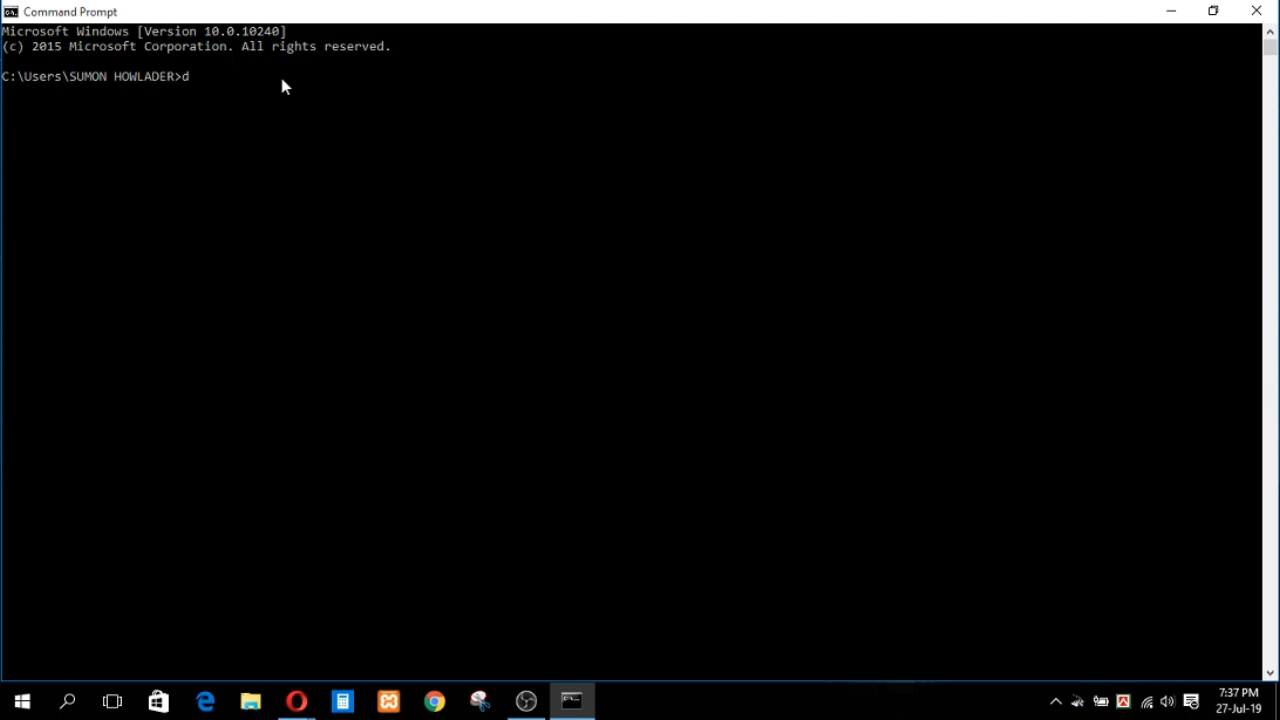 Command Prompt
Microsoft Windows [Version 10.0.10240]
(c) 2015 Microsoft Corporation. All rights reserved.
C:\Users\SUMON HOWLADER>d
7:37 PM
27-Jul-19